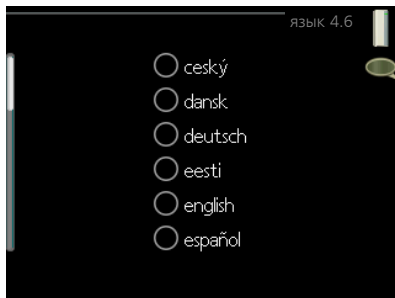 язык 4.6
ceský
dansk
deutsch
eesti
english
español